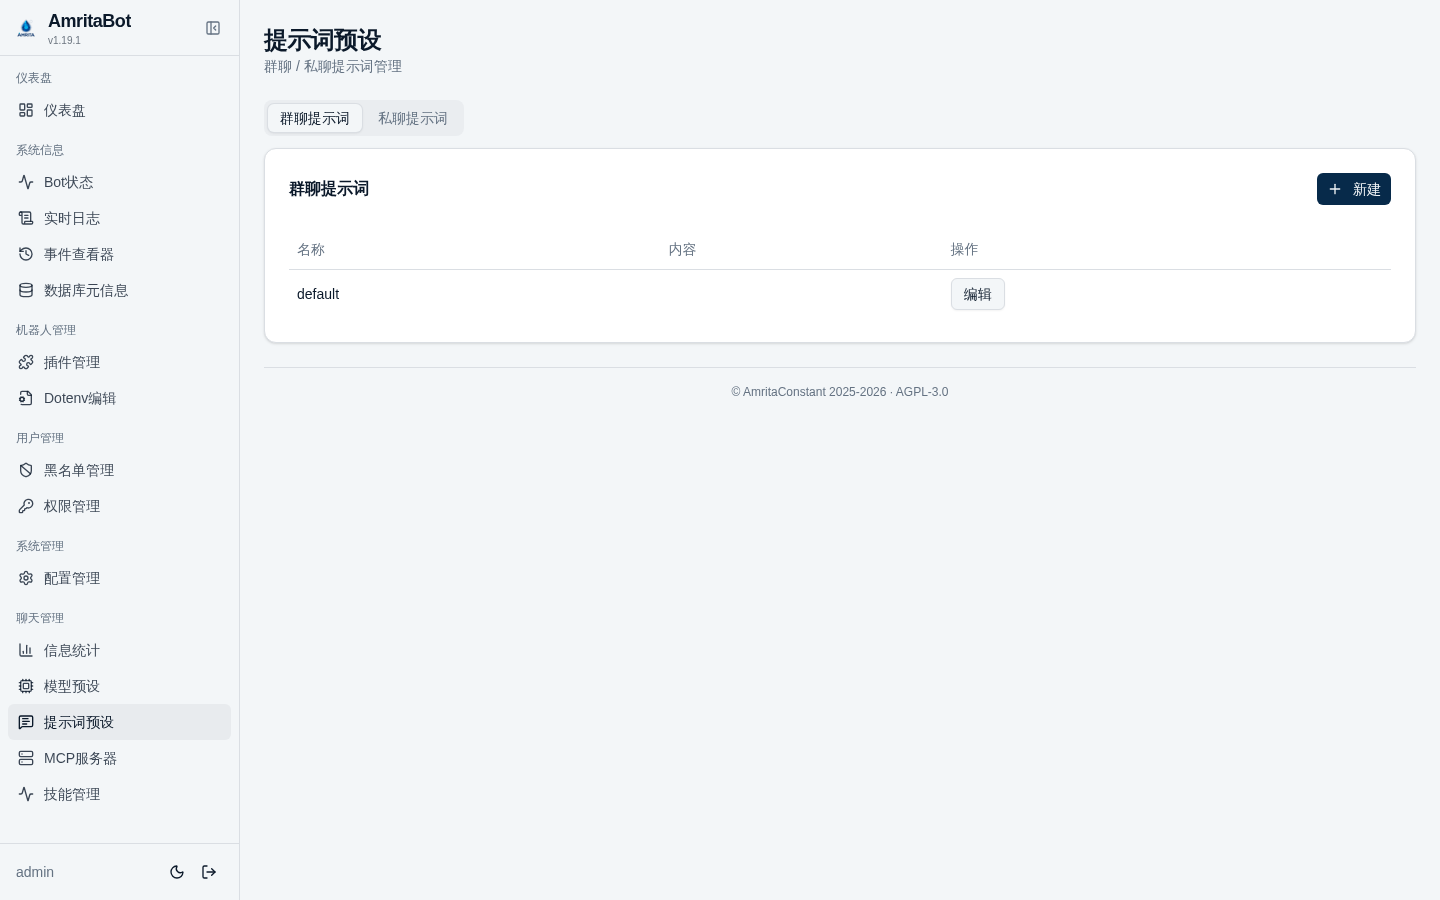 AmritaBot
v1.19.1
仪表盘
仪表盘
系统信息
Bot状态
实时日志
事件查看器
数据库元信息
机器人管理
插件管理
Dotenv编辑
用户管理
黑名单管理
权限管理
系统管理
配置管理
聊天管理
信息统计
模型预设
提示词预设
MCP服务器
技能管理
admin
提示词预设
群聊 / 私聊提示词管理
群聊提示词 私聊提示词
群聊提示词 新建
名称 内容 操作
default 编辑
© AmritaConstant 2025-2026 · AGPL-3.0